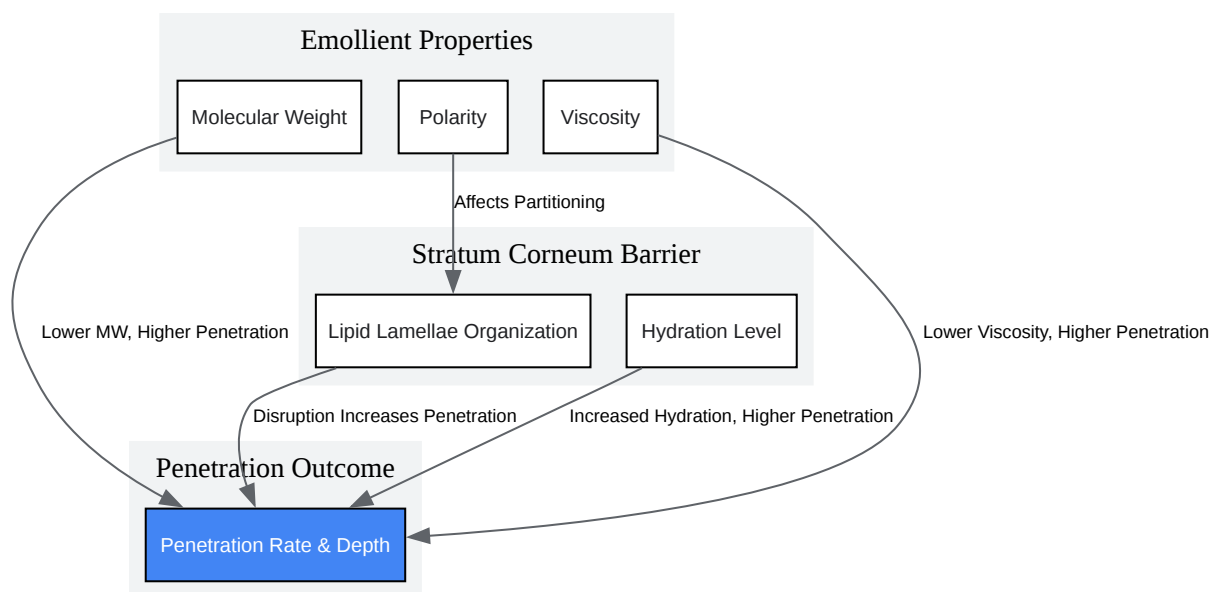 Emollient Properties
Molecular Weight
Polarity
Viscosity
Affects Partitioning
Stratum Corneum Barrier
Lipid Lamellae Organization
Hydration Level
Lower MW, Higher Penetration
Lower Viscosity, Higher Penetration
Disruption Increases Penetration
Increased Hydration, Higher Penetration
Penetration Outcome
Penetration Rate & Depth